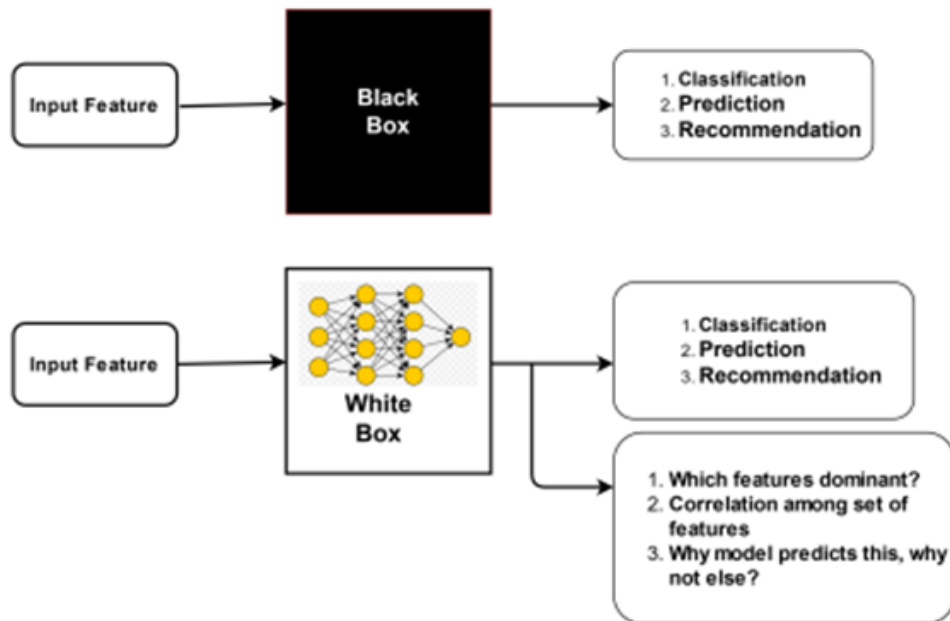 Input Feature
Black
Box
1. Classification
2. Prediction
3. Recommendation
Input Feature
White
Box
1. Classification
2. Prediction
3. Recommendation
1. Which features dominant?
2. Correlation among set of
features
3. Why model predicts this, why
not else?